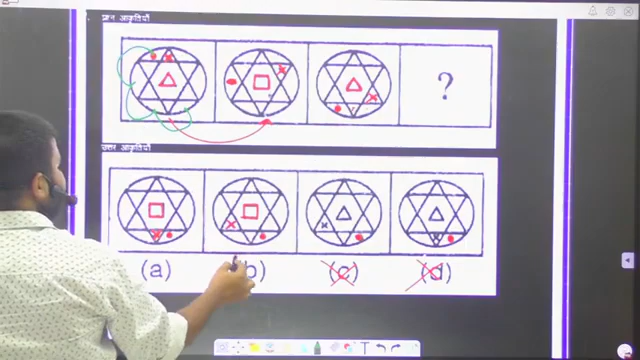 प्रश्न आकृतियाँ
?
उत्तर आकृतियाँ
(a) (b) (c) (d)
T